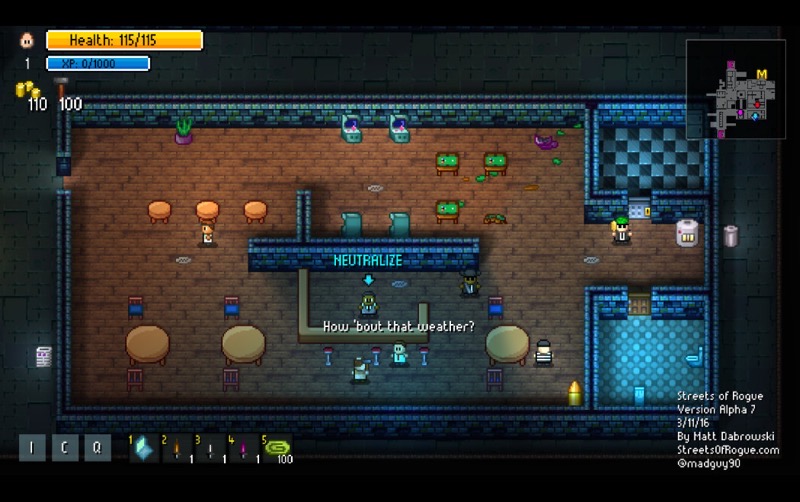 Health: 115/115
1
XP: 0/1000
110 100
M
NEUTRALIZE
How 'bout that weather?
I C Q
1 2 3 4 5
1 1 1 100
Streets of Rogue
Version Alpha 7
3/11/16
By Matt Dabrowski
StreetsOfRogue.com
@madguy90